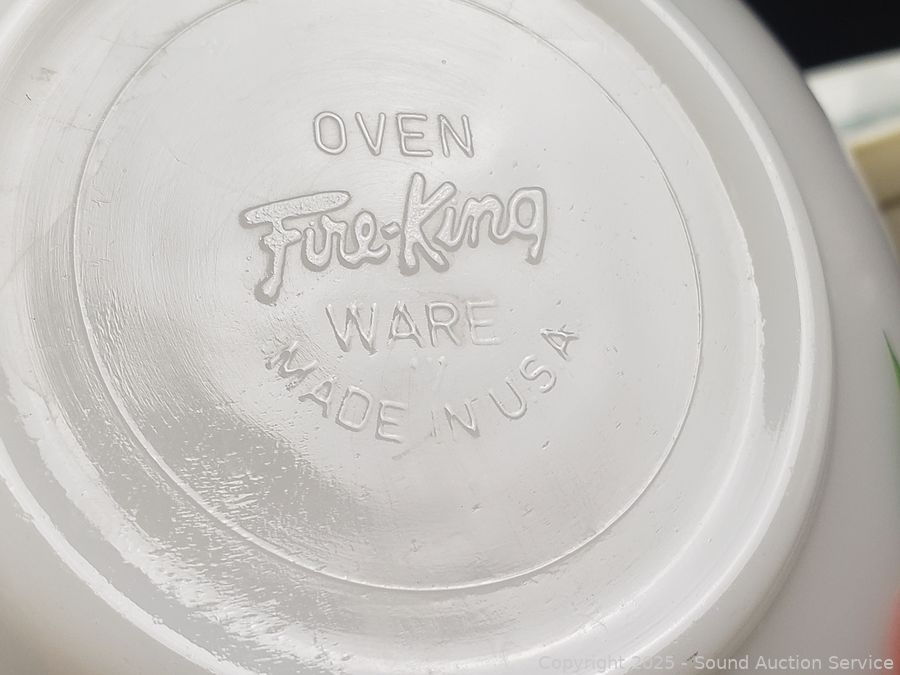 OVEN
Fire-King
WARE
MADE IN USA
Copyright 2025 - Sound Auction Service